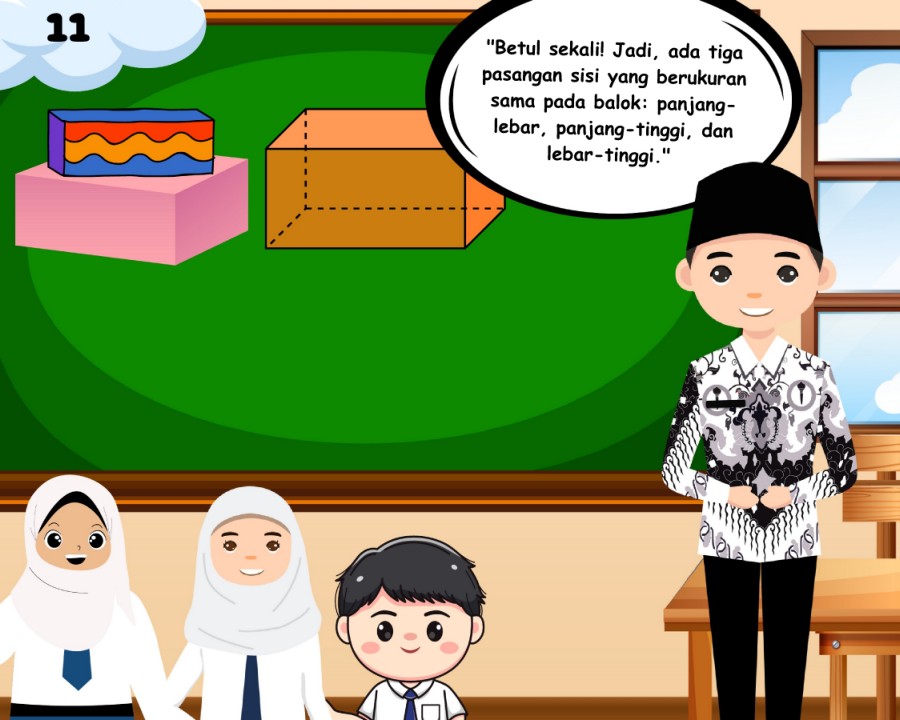 11
"Betul sekali! Jadi, ada tiga
pasangan sisi yang berukuran
sama pada balok: panjang-
lebar, panjang-tinggi, dan
lebar-tinggi."